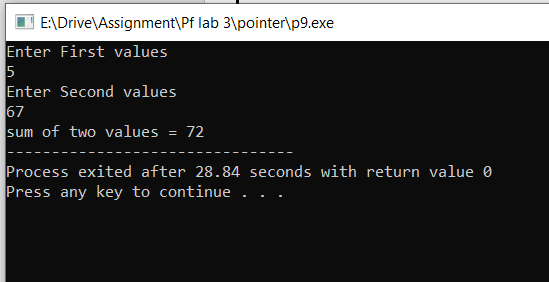 E:\Drive\Assignment\Pf lab 3\pointer\p9.exe
Enter First values
5
Enter Second values
67
sum of two values = 72
--------------------------------
Process exited after 28.84 seconds with return value 0
Press any key to continue . . .